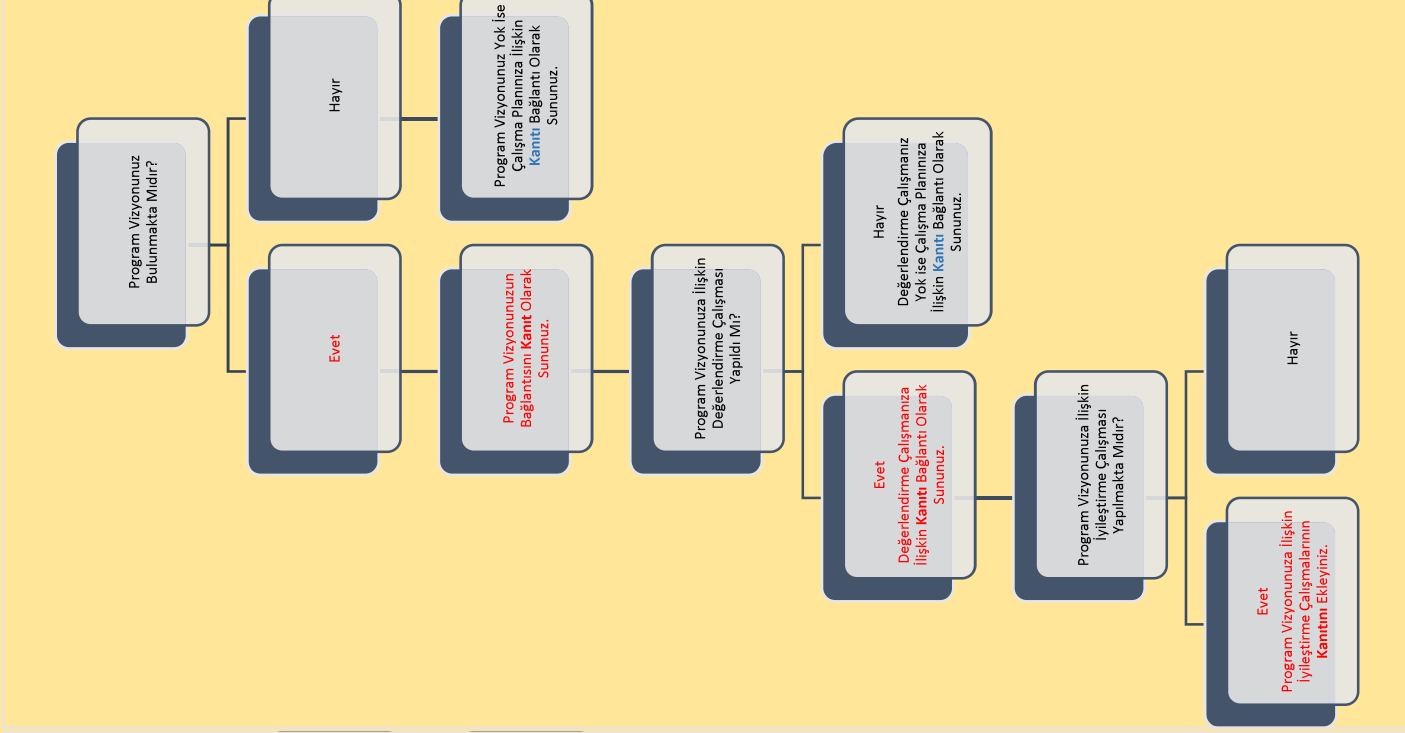 Program Vizyonunuz
Bulunmakta Mıdır?
Hayır
Program Vizyonunuz Yok İse
Çalışma Planınıza İlişkin
Kanıtı Bağlantı Olarak
Sununuz.
Evet
Program Vizyonunuzun
Bağlantısını Kanıt Olarak
Sununuz.
Program Vizyonunuza İlişkin
Değerlendirme Çalışması
Yapıldı Mı?
Hayır
Değerlendirme Çalışmanız
Yok ise Çalışma Planınıza
İlişkin Kanıtı Bağlantı Olarak
Sununuz.
Evet
Değerlendirme Çalışmanıza
İlişkin Kanıtı Bağlantı Olarak
Sununuz.
Program Vizyonunuza İlişkin
İyileştirme Çalışması
Yapılmakta Mıdır?
Hayır
Evet
Program Vizyonunuza İlişkin
İyileştirme Çalışmalarının
Kanıtını Ekleyiniz.